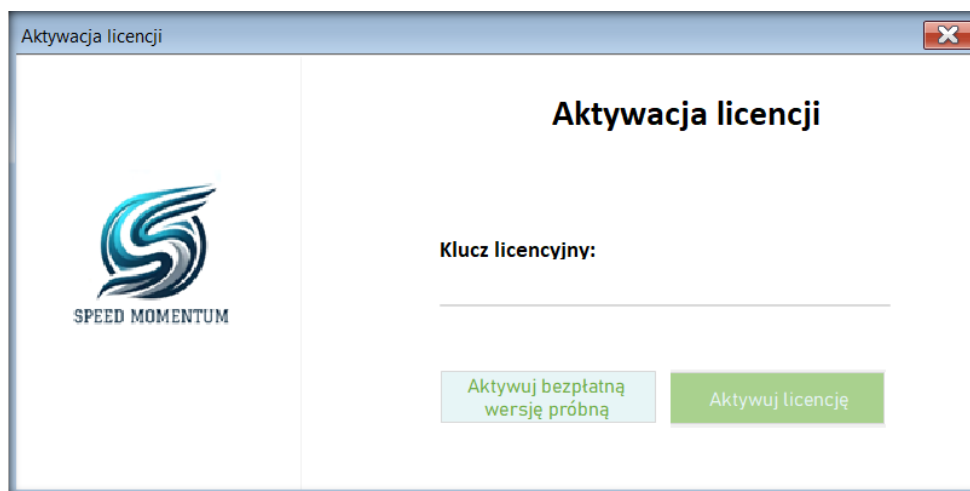 Aktywacja licencji
Aktywacja licencji
SPEED MOMENTUM
Klucz licencyjny:
Aktywuj bezpłatną
wersję próbną
Aktywuj licencję